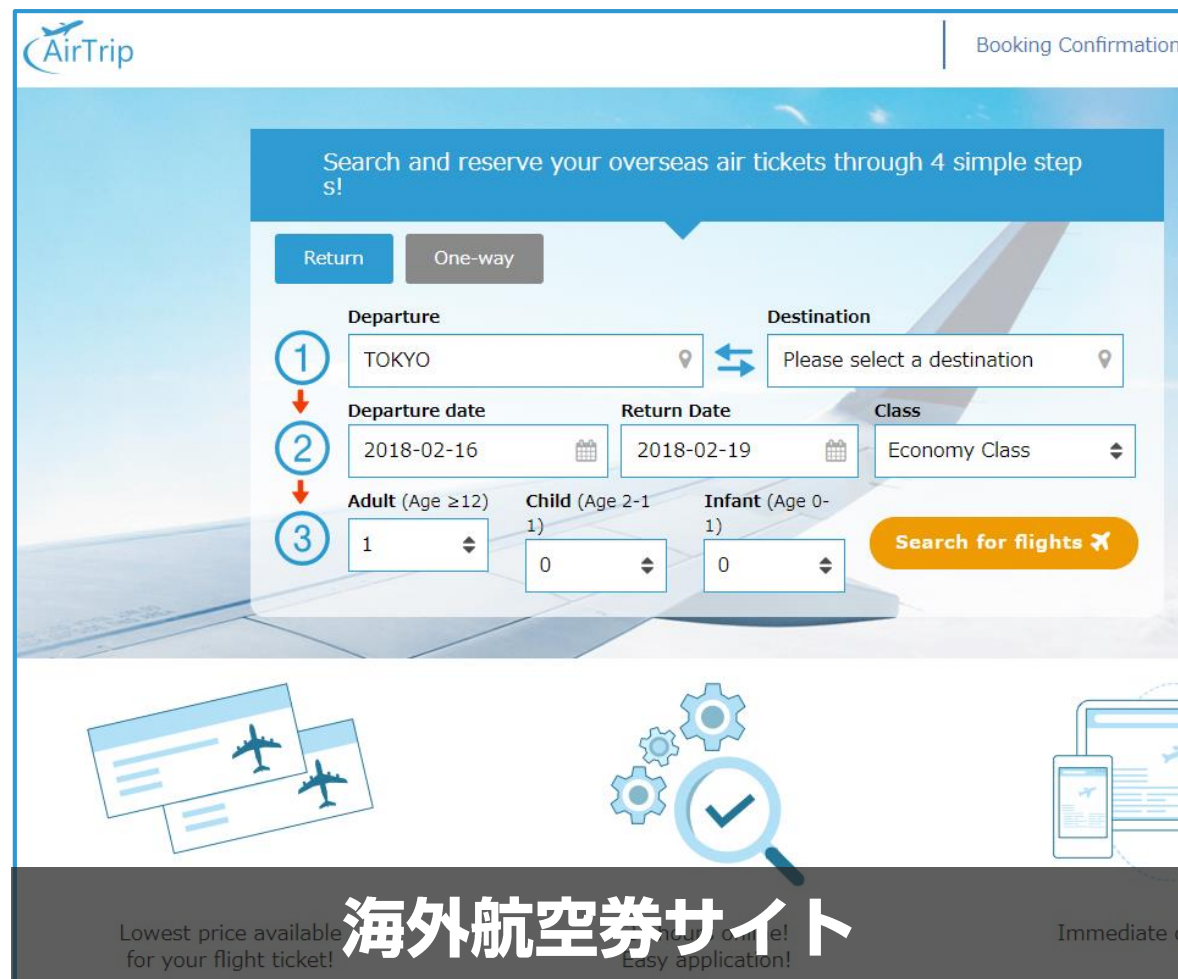 AirTrip
Booking Confirmation
Search and reserve your overseas air tickets through 4 simple step
s!
Return
One-way
Departure
Destination
1
TOKYO
Please select a destination
Departure date
Return Date
Class
2
2018-02-16
2018-02-19
Economy Class
Adult (Age ≥12)
Child (Age 2-1
1)
Infant (Age 0-
1)
3
1
0
0
Search for flights
海外航空券サイト
Lowest price available
for your flight ticket!
Easy application!
Immediate